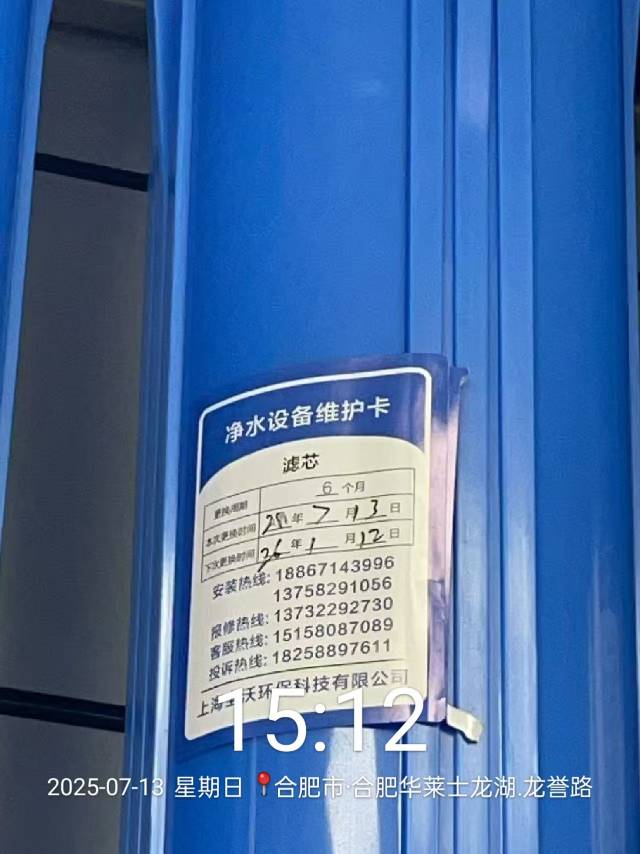 净水设备维护卡
滤芯
更换周期 6 个月
本次更换时间 25 年 7 月 13 日
下次更换时间 26 年 1 月 12 日
安装热线: 18867143996
13758291056
报修热线: 13732292730
客服热线: 15158087089
投诉热线: 18258897611
上海 沃环保科技有限公司
15:12
2025-07-13 星期日 合肥市·合肥华莱士龙湖.龙誉路